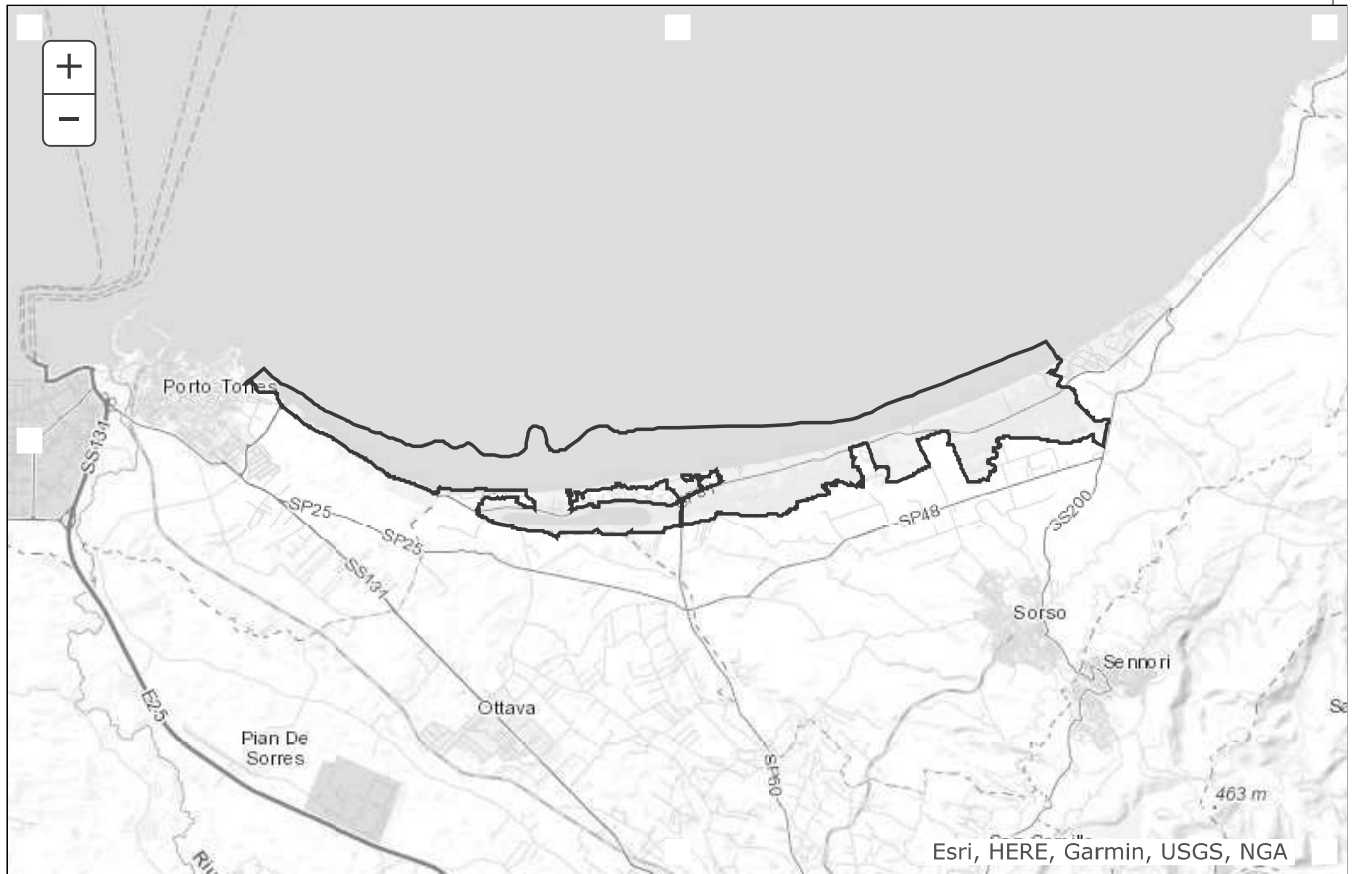 +
−
Porto Torres
SS131
SP25
SP25
SS131
SP48
SS200
Sorso
Sennori
Ottava
E25
Pian De
Sorres
SP60
463 m
Esri, HERE, Garmin, USGS, NGA